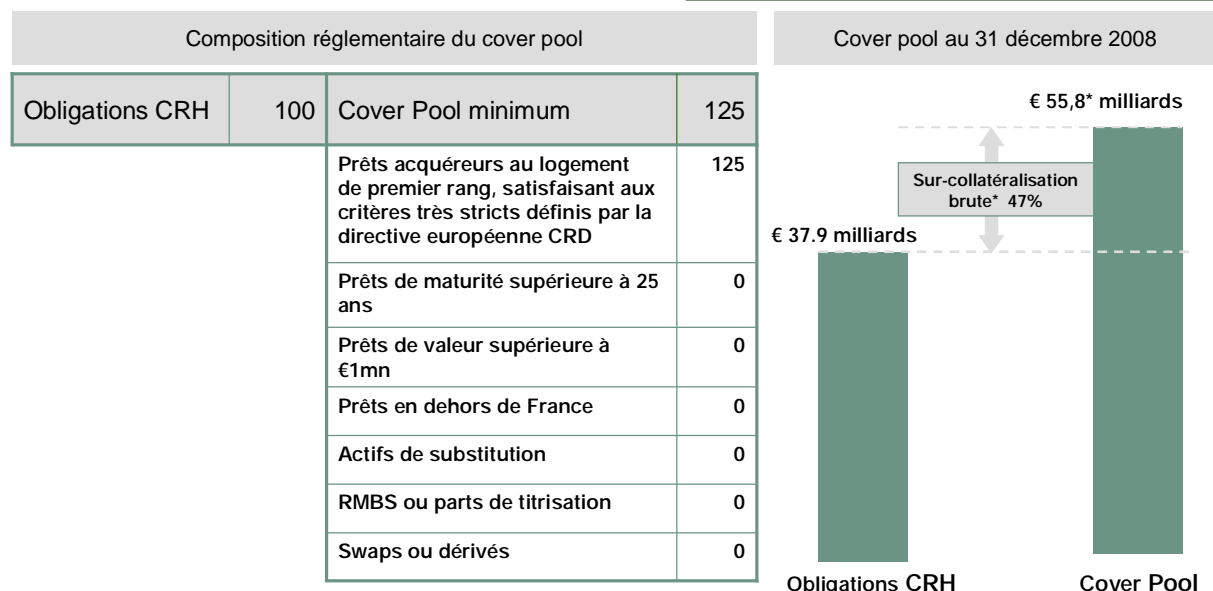 Composition réglementaire du cover pool
Cover pool au 31 décembre 2008
Obligations CRH 100 Cover Pool minimum 125
Prêts acquéreurs au logement 125
de premier rang, satisfaisant aux
critères très stricts définis par la
directive européenne CRD
Prêts de maturité supérieure à 25 0
ans
Prêts de valeur supérieure à 0
€1mn
Prêts en dehors de France 0
Actifs de substitution 0
RMBS ou parts de titrisation 0
Swaps ou dérivés 0
€ 55,8* milliards
Sur-collatéralisation
brute* 47%
€ 37.9 milliards
Obligations CRH Cover Pool